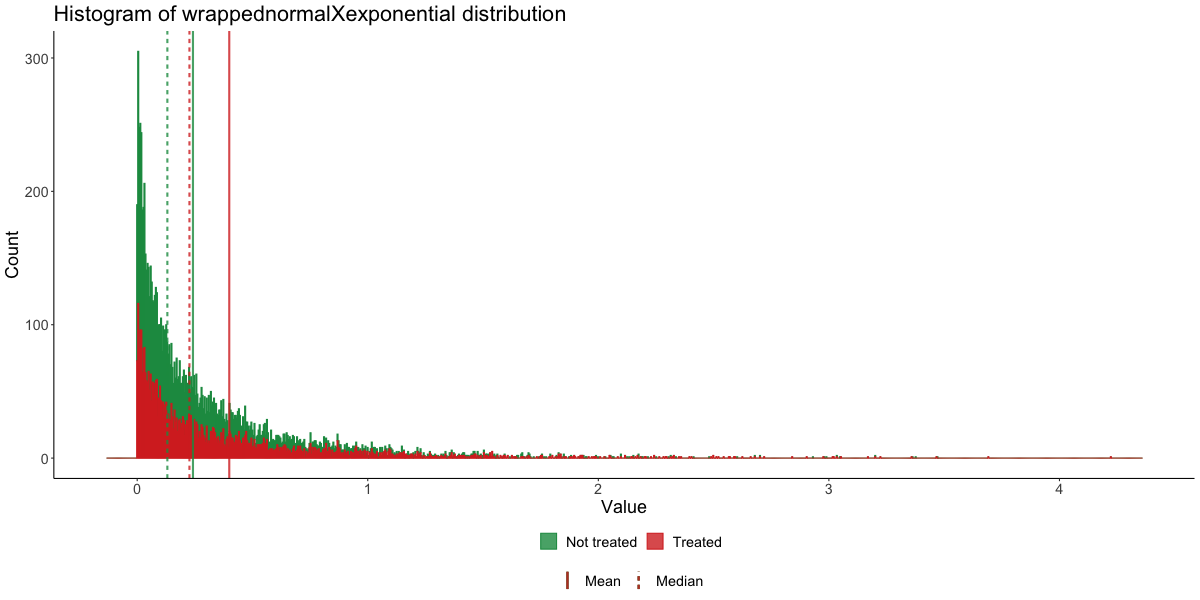 Histogram of wrappednormalXexponential distribution
300
200
100
0
Count
0 1 2 3 4
Value
Not treated Treated
Mean Median